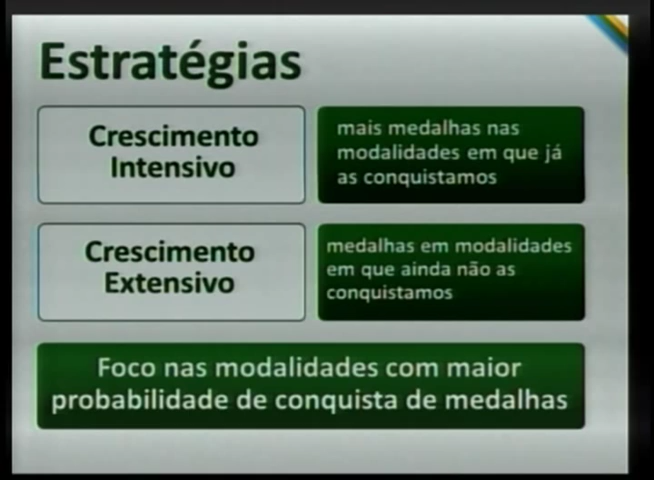 Estratégias
Crescimento
Intensivo
mais medalhas nas
modalidades em que já
as conquistamos
Crescimento
Extensivo
medalhas em modalidades
em que ainda não as
conquistamos
Foco nas modalidades com maior
probabilidade de conquista de medalhas